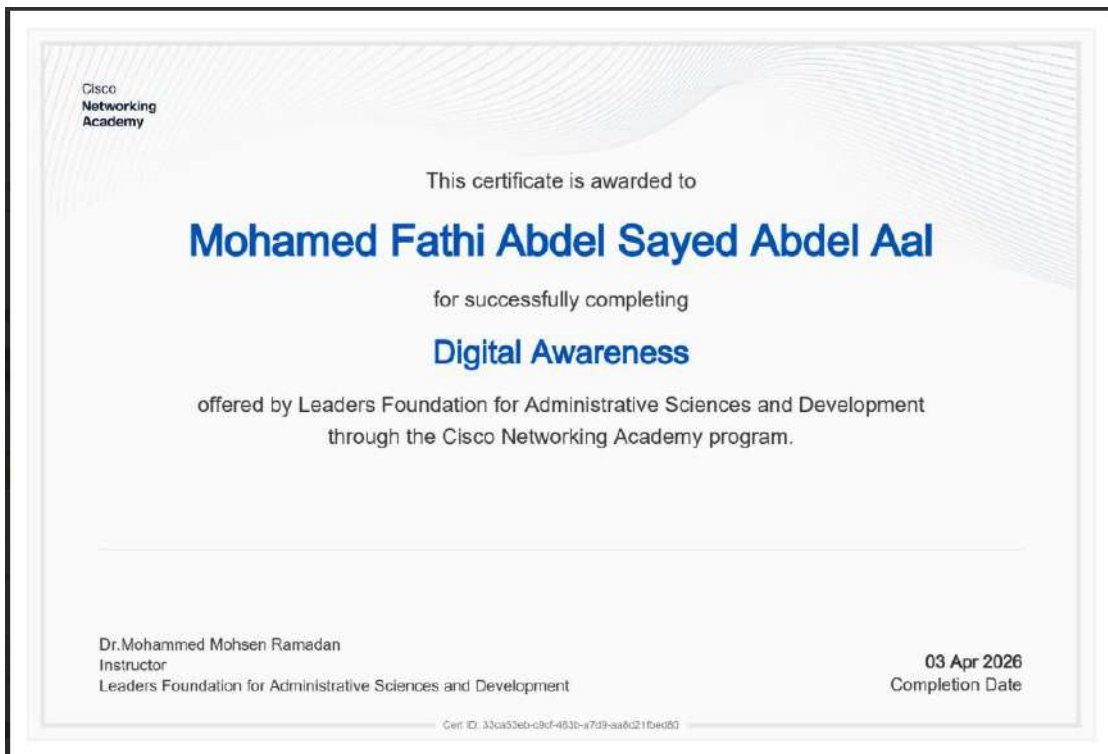 Cisco
Networking
Academy
This certificate is awarded to
Mohamed Fathi Abdel Sayed Abdel Aal
for successfully completing
Digital Awareness
offered by Leaders Foundation for Administrative Sciences and Development
through the Cisco Networking Academy program.
Dr.Mohammed Mohsen Ramadan
Instructor
Leaders Foundation for Administrative Sciences and Development
03 Apr 2026
Completion Date
Cert ID: